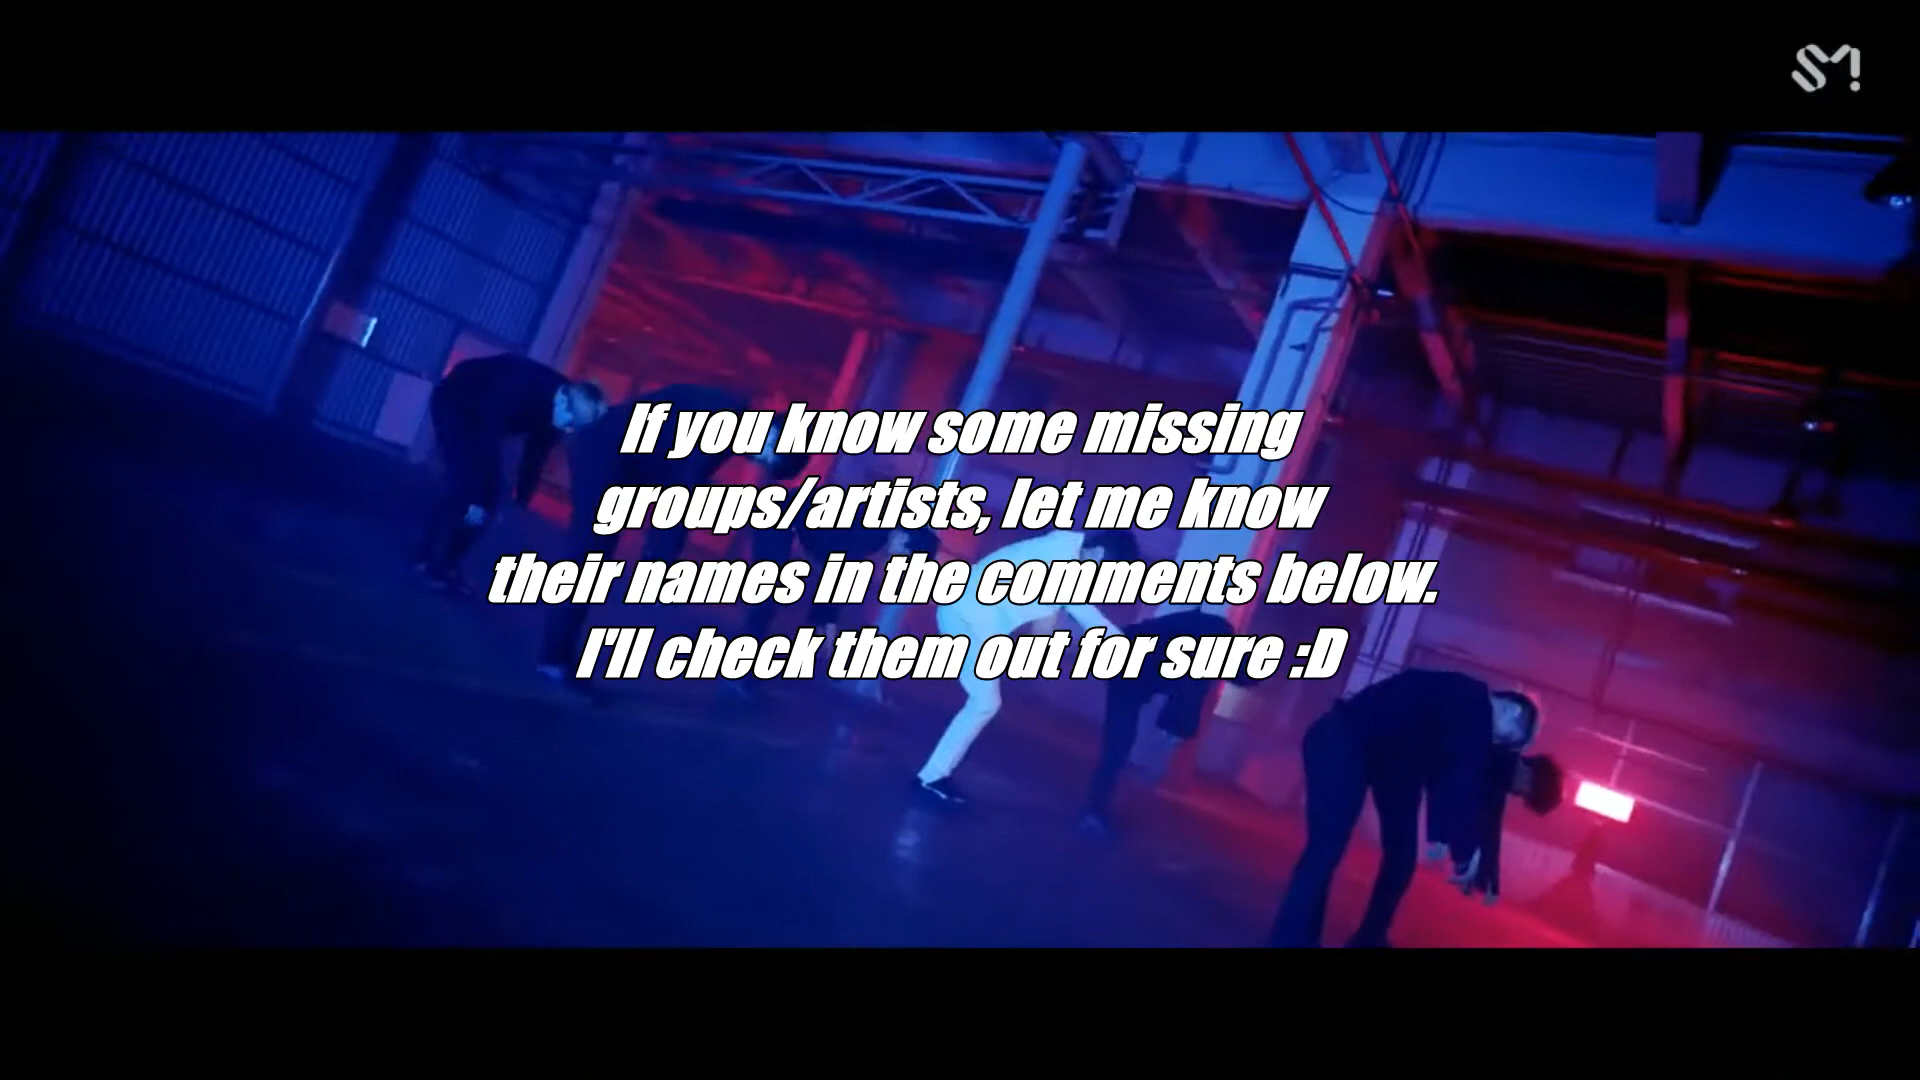 SM!
If you know some missing
groups/artists, let me know
their names in the comments below.
I'll check them out for sure :D